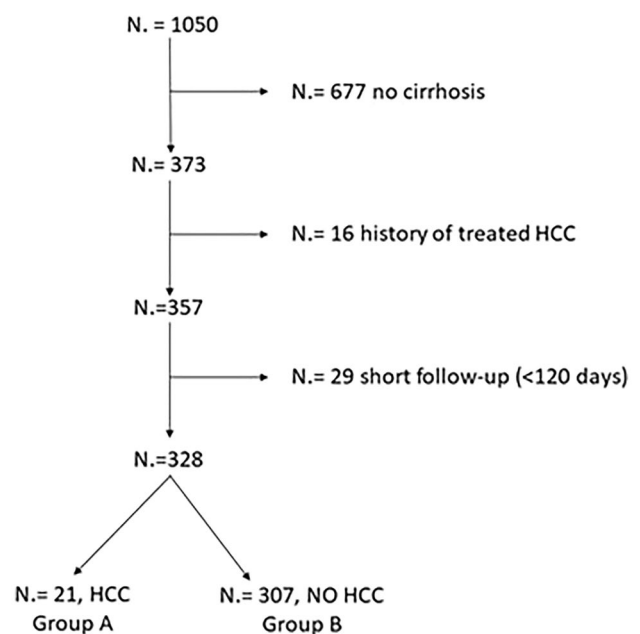 N. = 1050
N.= 677 no cirrhosis
N.= 373
N.= 16 history of treated HCC
N.=357
N.= 29 short follow-up (<120 days)
N.=328
N.= 21, HCC
Group A
N.= 307, NO HCC
Group B